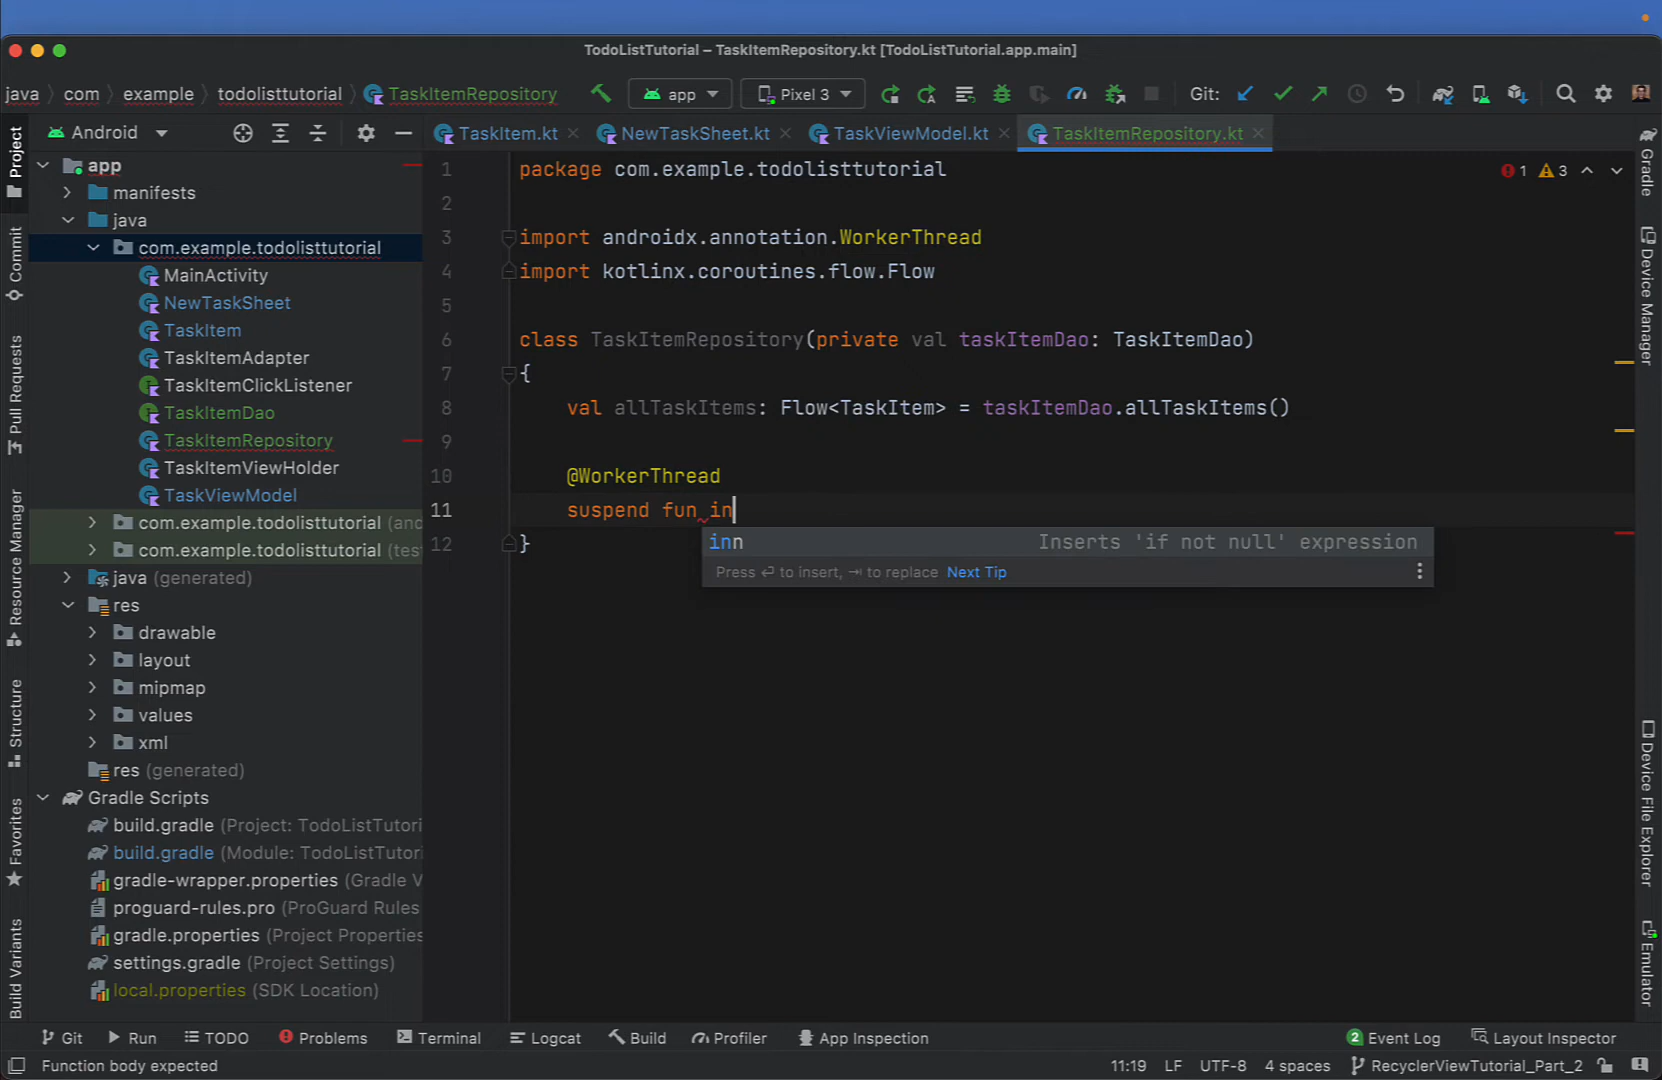 TodoListTutorial – TaskItemRepository.kt [TodoListTutorial.app.main]
java com example todolisttutorial TaskItemRepository app Pixel 3 Git:
Android
TaskItem.kt NewTaskSheet.kt TaskViewModel.kt TaskItemRepository.kt
Project
Commit
Pull Requests
Resource Manager
Structure
Favorites
Build Variants
app
manifests
java
com.example.todolisttutorial
MainActivity
NewTaskSheet
TaskItem
TaskItemAdapter
TaskItemClickListener
TaskItemDao
TaskItemRepository
TaskItemViewHolder
TaskViewModel
com.example.todolisttutorial (and
com.example.todolisttutorial (test
java (generated)
res
drawable
layout
mipmap
values
xml
res (generated)
Gradle Scripts
build.gradle (Project: TodoListTutori
build.gradle (Module: TodoListTutori
gradle-wrapper.properties (Gradle V
proguard-rules.pro (ProGuard Rules
gradle.properties (Project Properties
settings.gradle (Project Settings)
local.properties (SDK Location)
1 package com.example.todolisttutorial
2
3 import androidx.annotation.WorkerThread
4 import kotlinx.coroutines.flow.Flow
5
6 class TaskItemRepository(private val taskItemDao: TaskItemDao)
7 {
8 val allTaskItems: Flow<TaskItem> = taskItemDao.allTaskItems()
9
10 @WorkerThread
11 suspend fun in
12 }
inn Inserts 'if not null' expression
Press ⏎ to insert, ⇥ to replace Next Tip
1 3
Gradle
Device Manager
Device File Explorer
Emulator
Git Run TODO Problems Terminal Logcat Build Profiler App Inspection 2 Event Log Layout Inspector
Function body expected 11:19 LF UTF-8 4 spaces RecyclerViewTutorial_Part_2